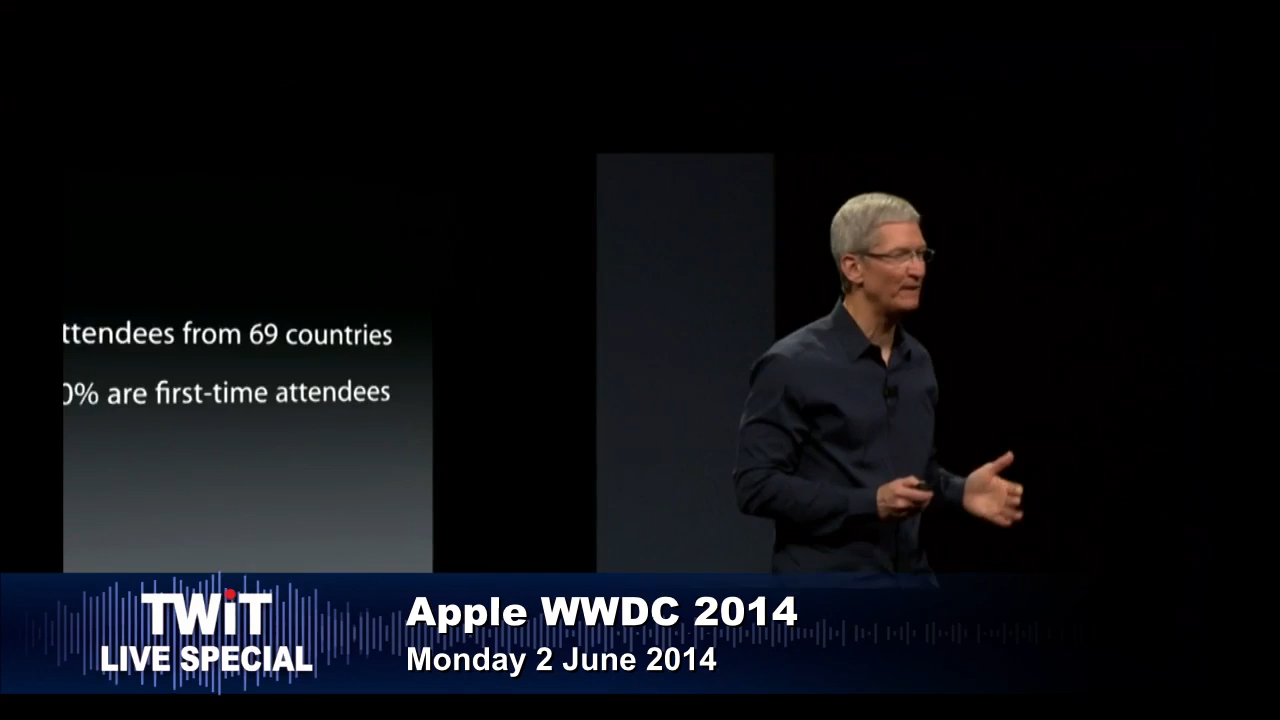 ttendees from 69 countries
0% are first-time attendees
TWiT
LIVE SPECIAL
Apple WWDC 2014
Monday 2 June 2014